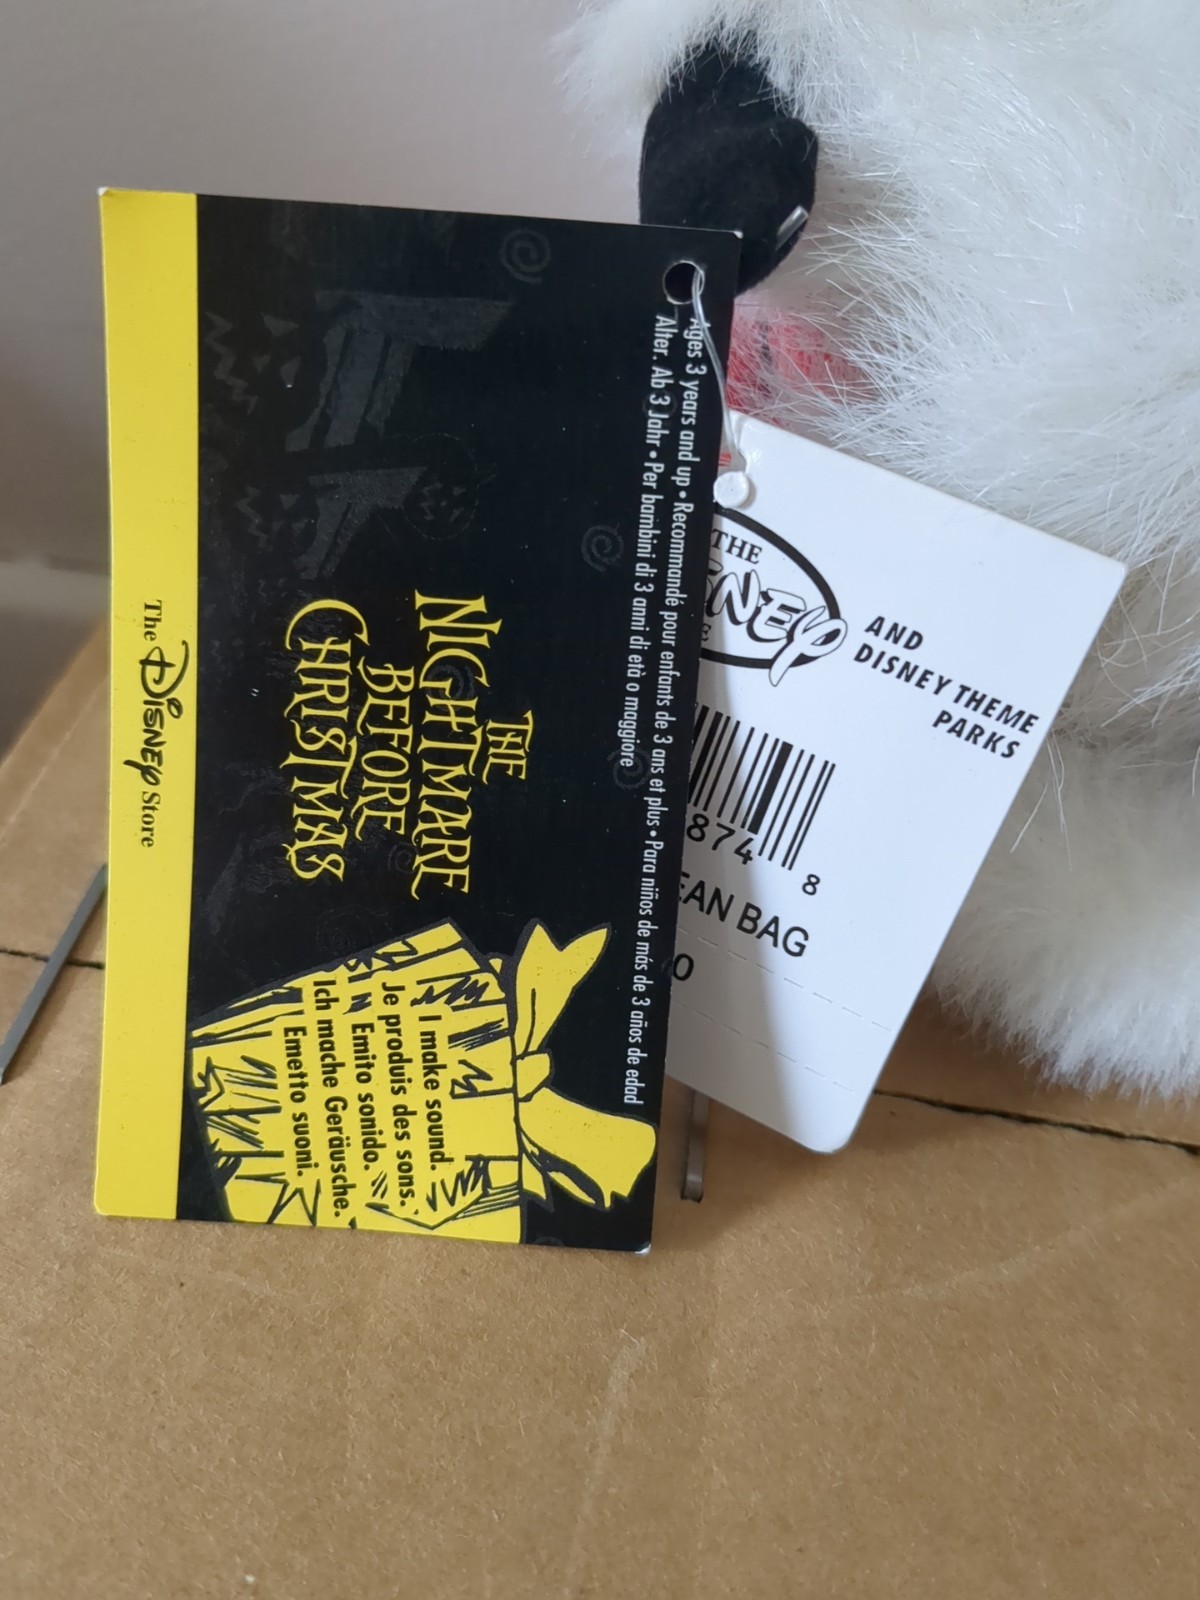 Ages 3 years and up • Recommandé pour enfants de 3 ans et plus • Para niños de más de 3 años de edad
Alter. Ab 3 Jahr • Per bambini di 3 anni di età o maggiore
THE
NIGHTMARE
BEFORE
CHRISTMAS
I make sound.
Je produis des sons.
Emito sonido.
Ich mache Geräusche.
Emetto suoni.
The Disney Store
THE
AND
DISNEY THEME
PARKS
874 8
BAG
0